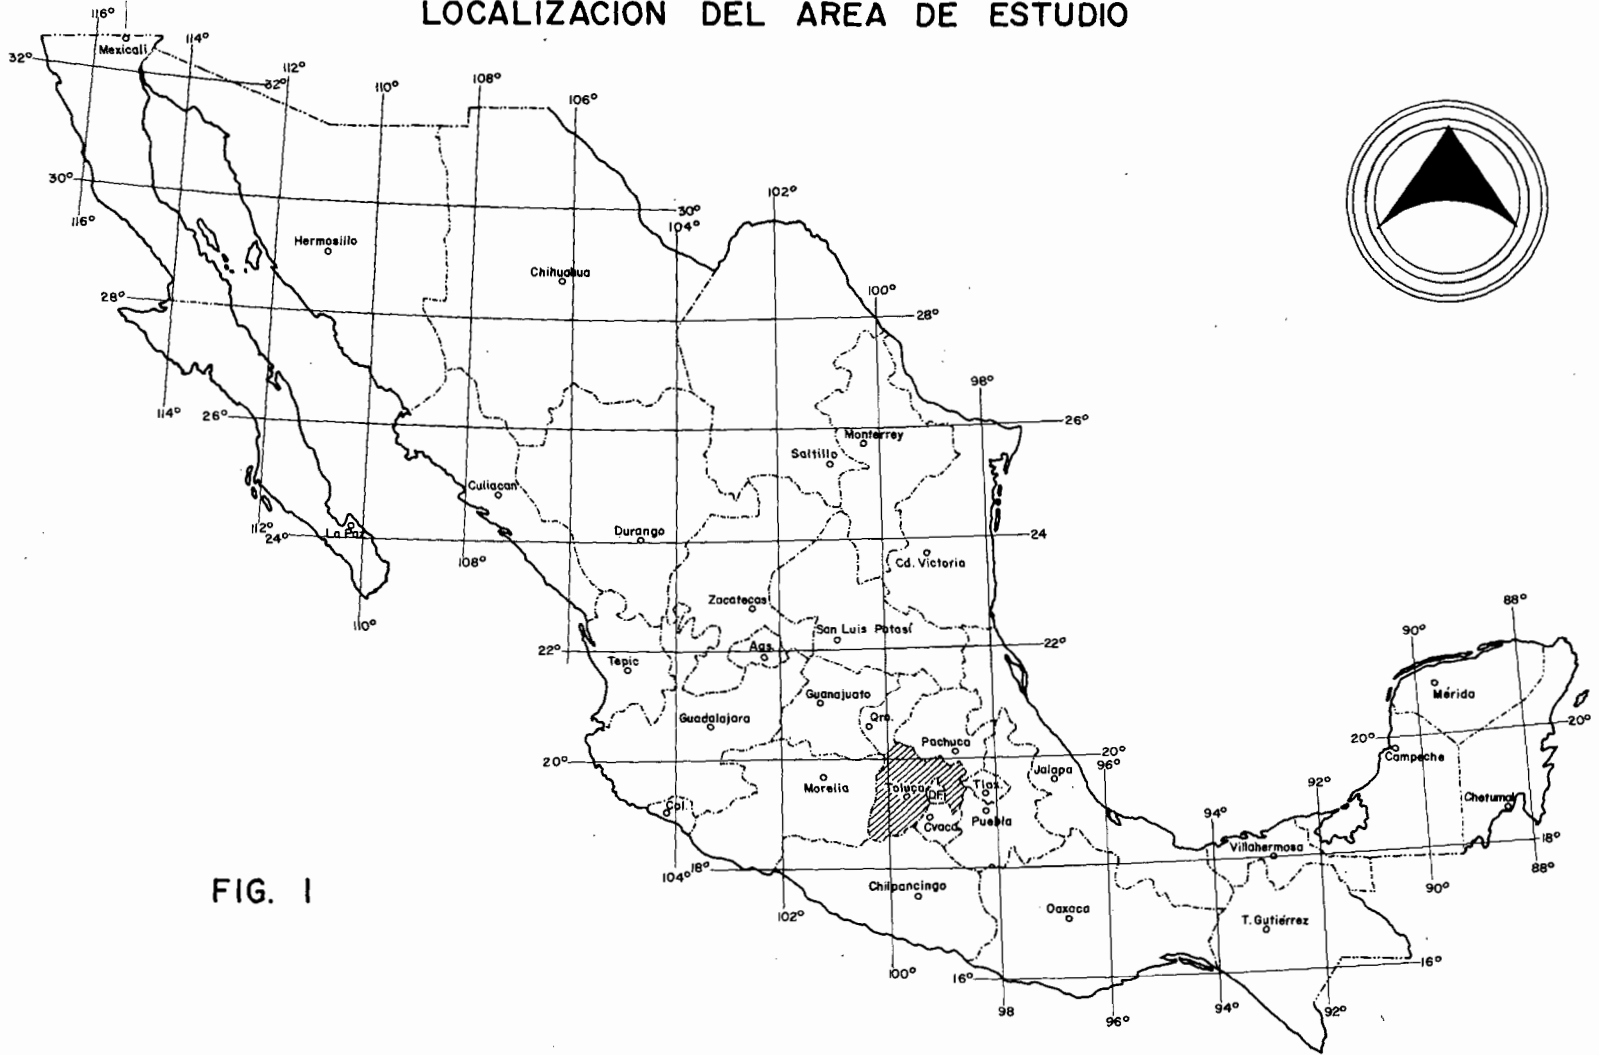 LOCALIZACION DEL AREA DE ESTUDIO
116°
Mexicali
114°
32°
112°
32°
110°
108°
106°
30°
116°
102°
30°
104°
Hermosillo
Chihuahua
28°
100°
28°
98°
114°
26°
26°
Monterrey
Saltillo
Culiacan
112°
24°
La Paz
Durango
24
108°
Cd. Victoria
110°
Zacatecas
88°
San Luis Potosí
90°
22°
Ags.
22°
Tepic
Mérida
Guanajuato
Guadalajara
Qro.
20°
20°
Pachuca
20°
20°
Campeche
96°
Jalapa
Morelia
Toluca
D.F.
Tlax.
92°
Chetumal
Col.
94°
Cvaca.
Puebla
18°
Villahermosa
104°
18°
88°
Chilpancingo
90°
FIG. 1
102°
Oaxaca
T. Gutiérrez
100°
16°
16°
98
96°
94°
92°